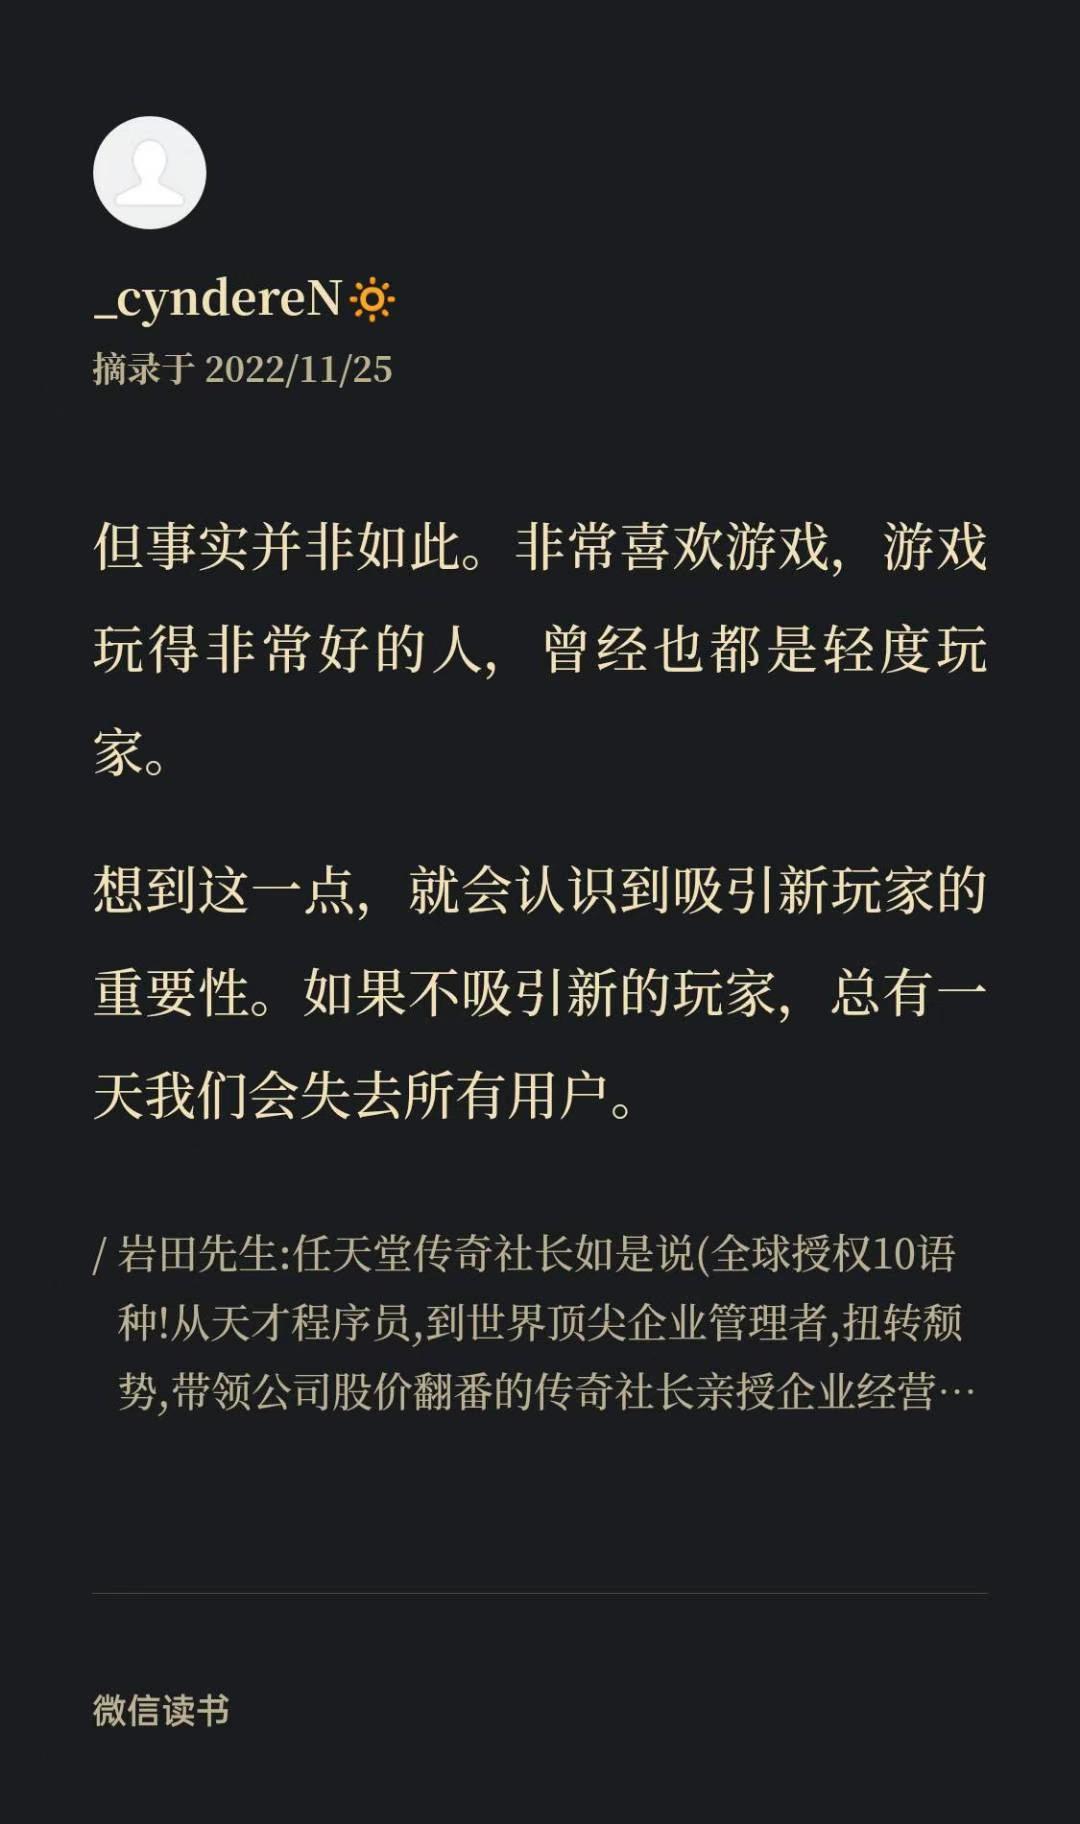 _cyndereN🔅
摘录于 2022/11/25
但事实并非如此。非常喜欢游戏，游戏
玩得非常好的人，曾经也都是轻度玩
家。
想到这一点，就会认识到吸引新玩家的
重要性。如果不吸引新的玩家，总有一
天我们会失去所有用户。
/ 岩田先生:任天堂传奇社长如是说(全球授权10语
种!从天才程序员,到世界顶尖企业管理者,扭转颓
势,带领公司股价翻番的传奇社长亲授企业经营…
微信读书